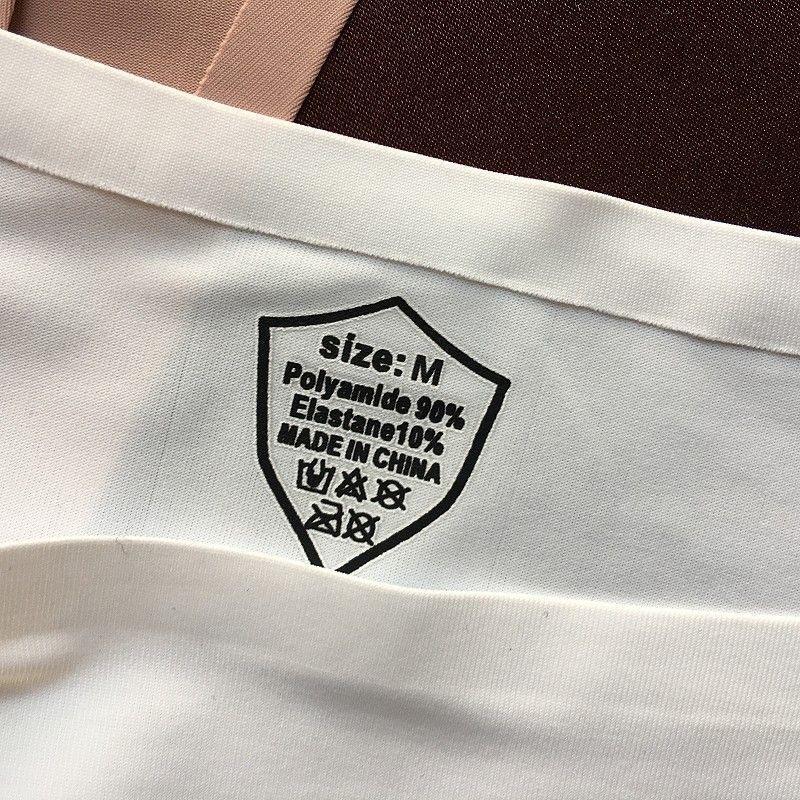 size: M
Polyamide 90%
Elastane10%
MADE IN CHINA